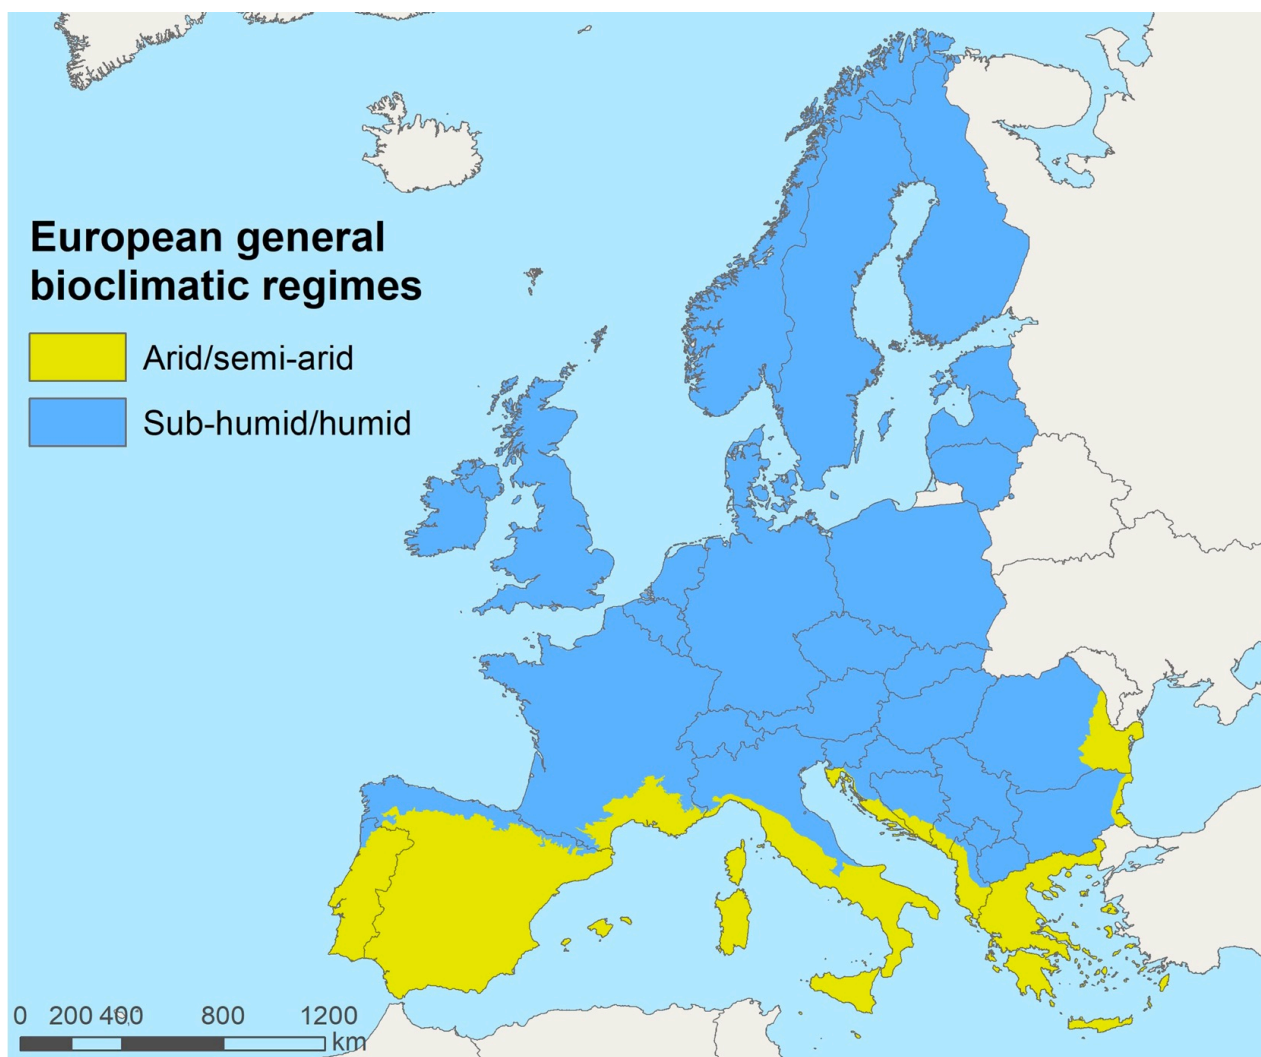 European general
bioclimatic regimes
Arid/semi-arid
Sub-humid/humid
0 200 400 800 1200
km